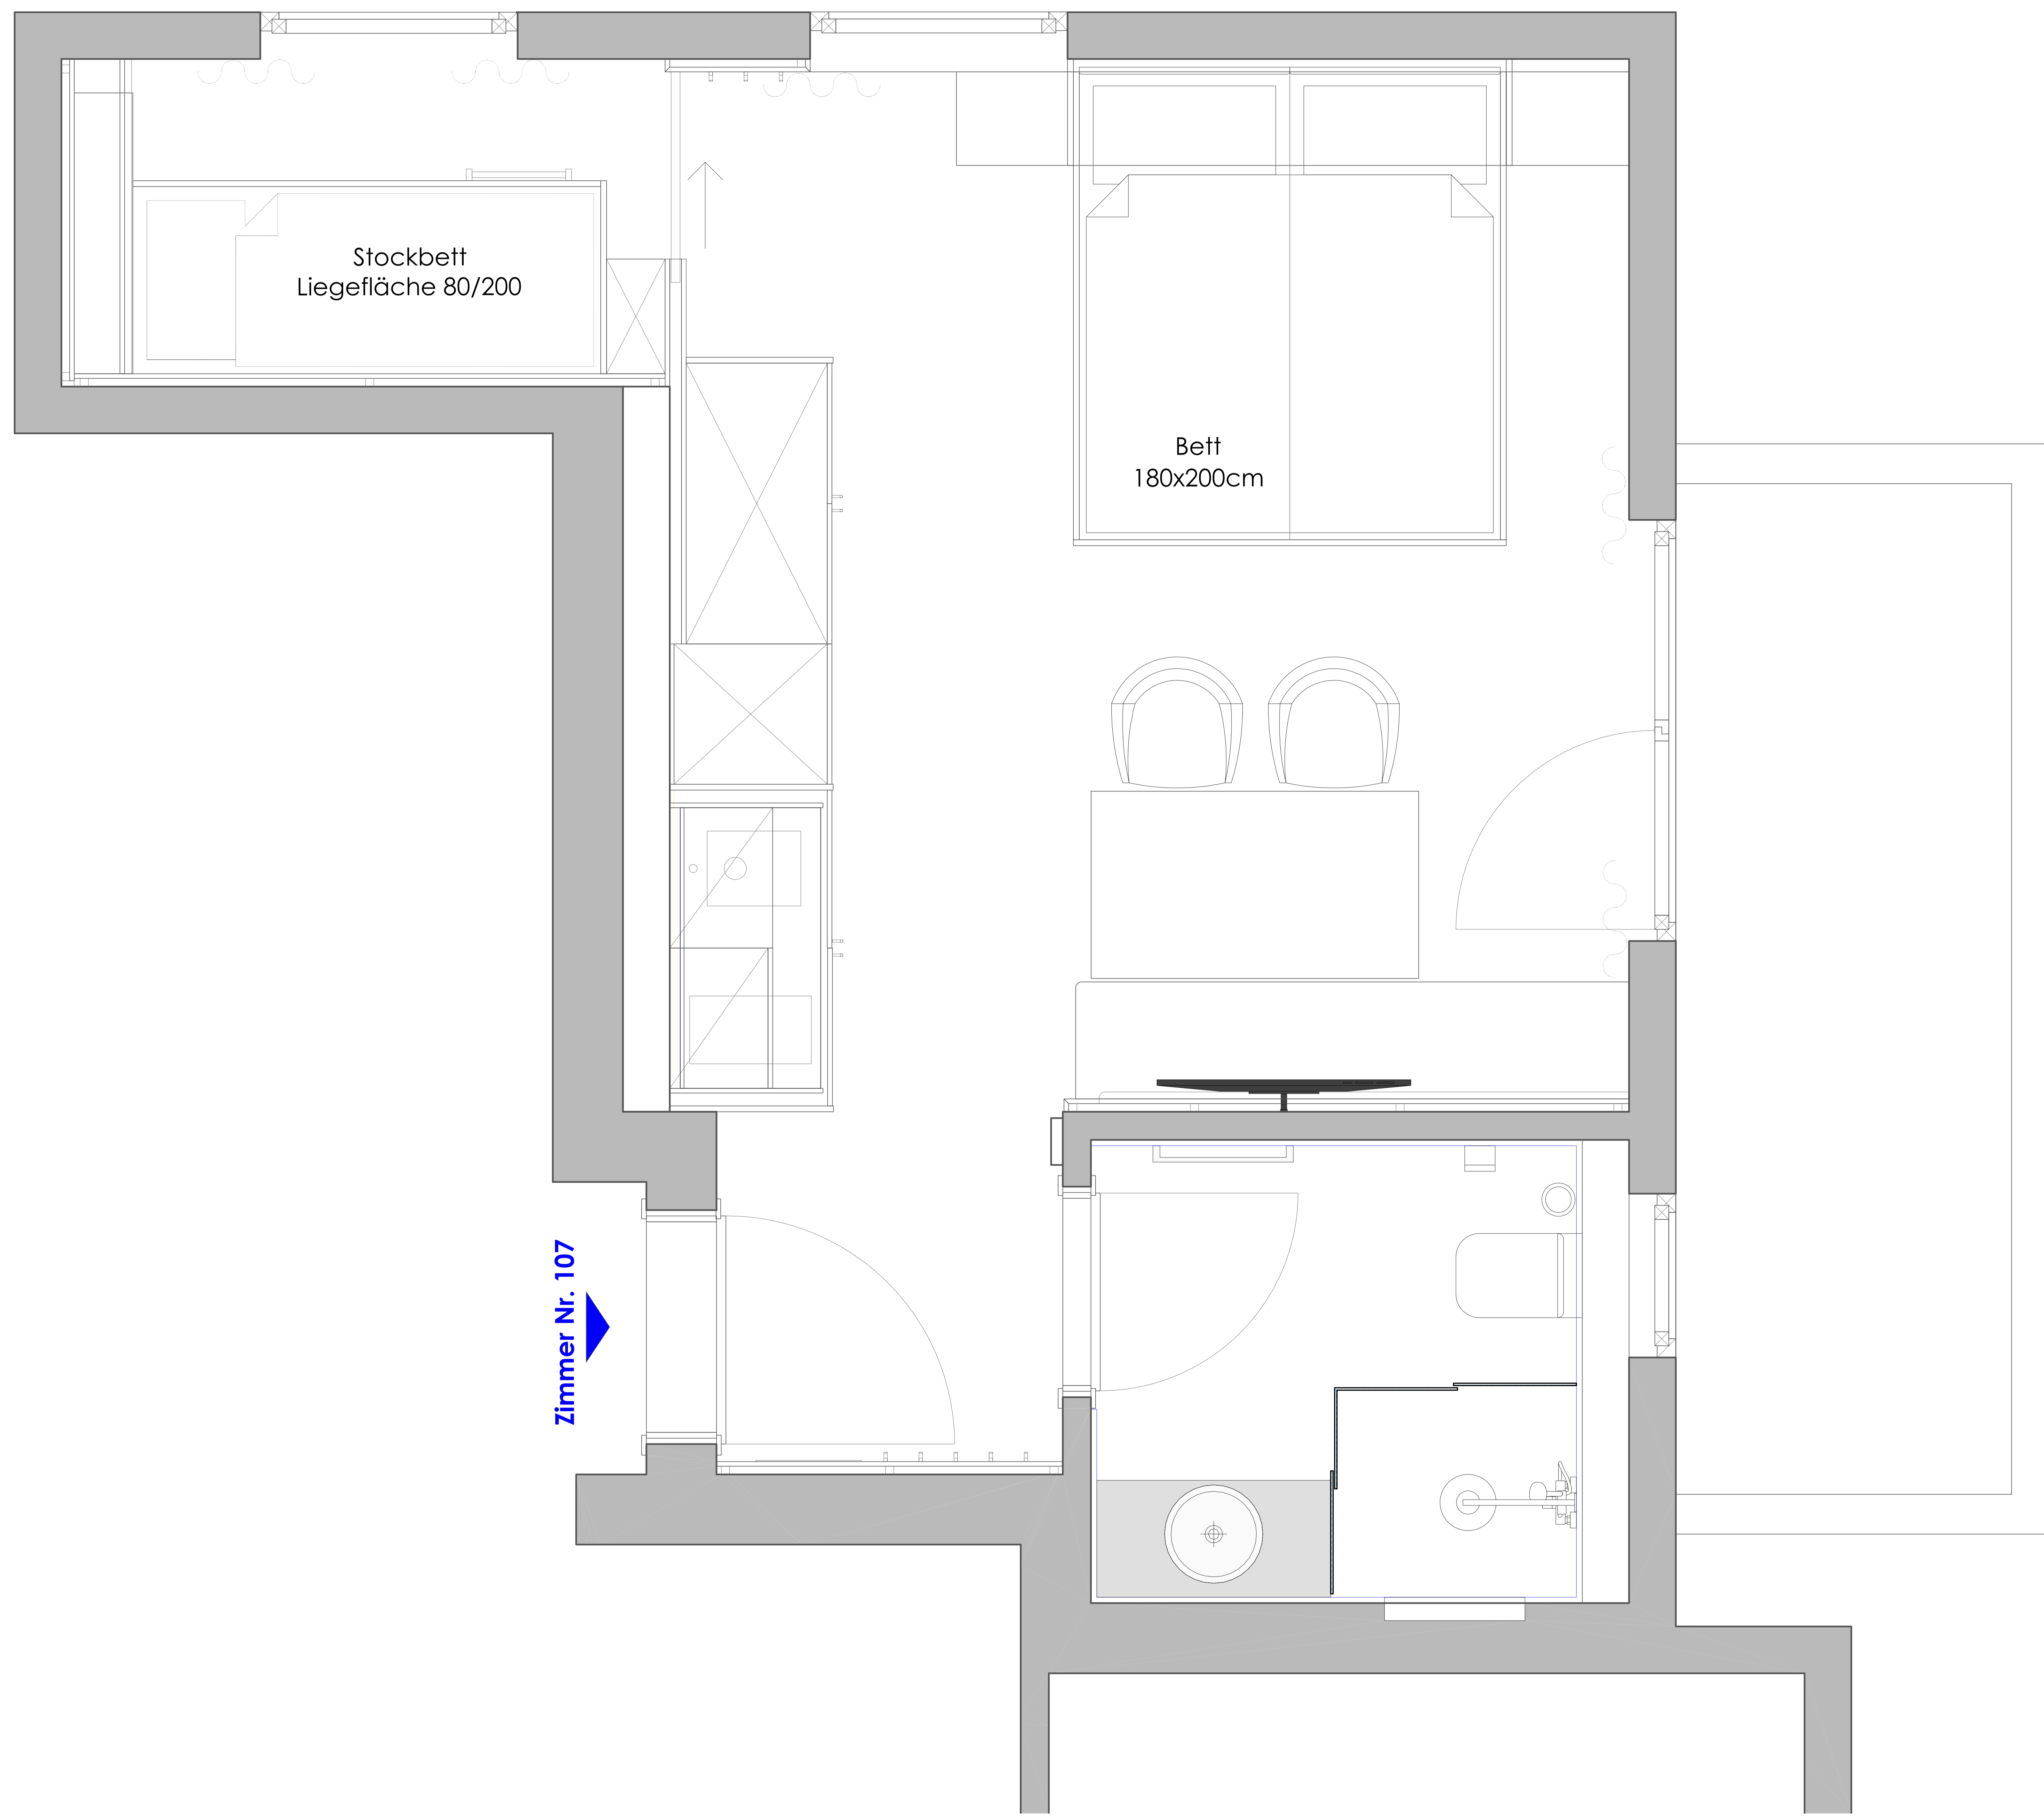 Stockbett
Liegefläche 80/200
Bett
180x200cm
Zimmer Nr. 107